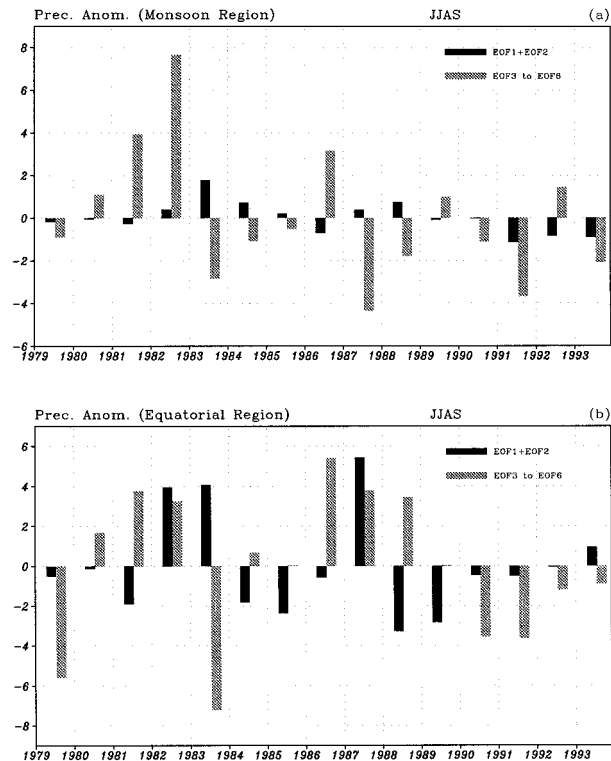 Prec. Anom. (Monsoon Region) JJAS (a)
8
6
4
2
0
-2
-4
-6
EOF1+EOF2
EOF3 to EOF6
1979 1980 1981 1982 1983 1984 1985 1986 1987 1988 1989 1990 1991 1992 1993
Prec. Anom. (Equatorial Region) JJAS (b)
6
4
2
0
-2
-4
-6
-8
EOF1+EOF2
EOF3 to EOF6
1979 1980 1981 1982 1983 1984 1985 1986 1987 1988 1989 1990 1991 1992 1993